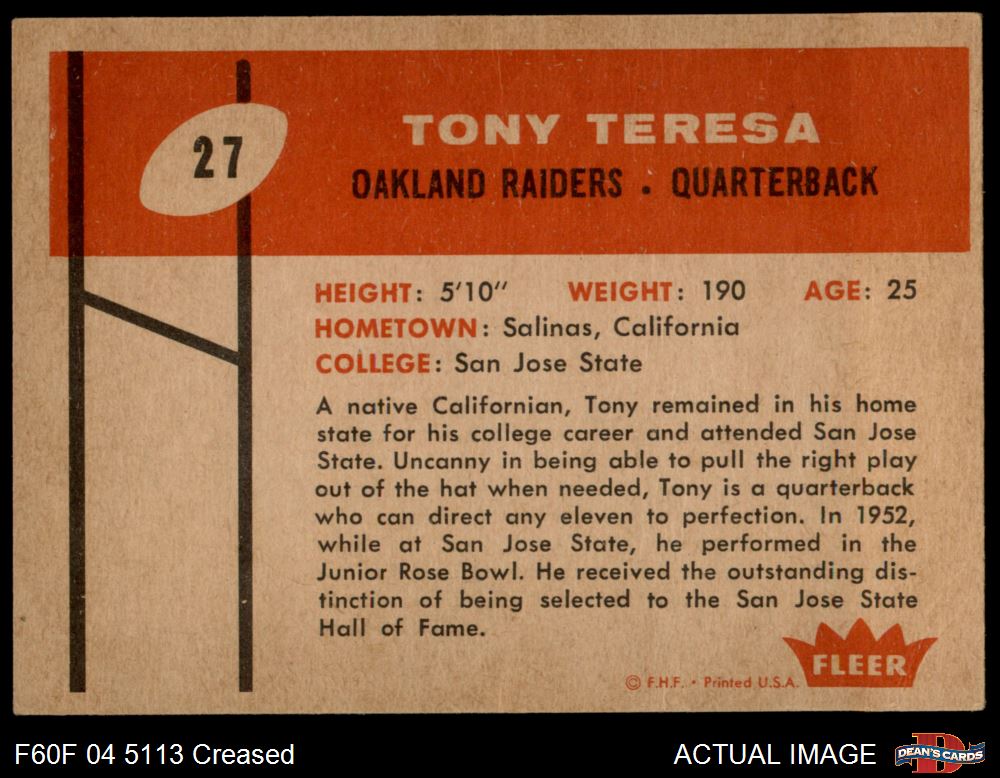 27
TONY TERESA
OAKLAND RAIDERS . QUARTERBACK
HEIGHT: 5'10" WEIGHT: 190 AGE: 25
HOMETOWN: Salinas, California
COLLEGE: San Jose State
A native Californian, Tony remained in his home
state for his college career and attended San Jose
State. Uncanny in being able to pull the right play
out of the hat when needed, Tony is a quarterback
who can direct any eleven to perfection. In 1952,
while at San Jose State, he performed in the
Junior Rose Bowl. He received the outstanding dis-
tinction of being selected to the San Jose State
Hall of Fame.
FLEER
© F.H.F. • Printed U.S.A.
F60F 04 5113 Creased
ACTUAL IMAGE
D
DEAN'S CARDS